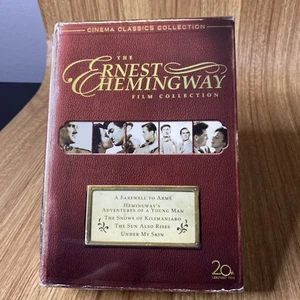 CINEMA CLASSICS COLLECTION
THE
ERNEST
HEMINGWAY
FILM COLLECTION
A FAREWELL TO ARMS
HEMINGWAY'S
ADVENTURES OF A YOUNG MAN
THE SNOWS OF KILIMANJARO
THE SUN ALSO RISES
UNDER MY SKIN
20th
CENTURY FOX